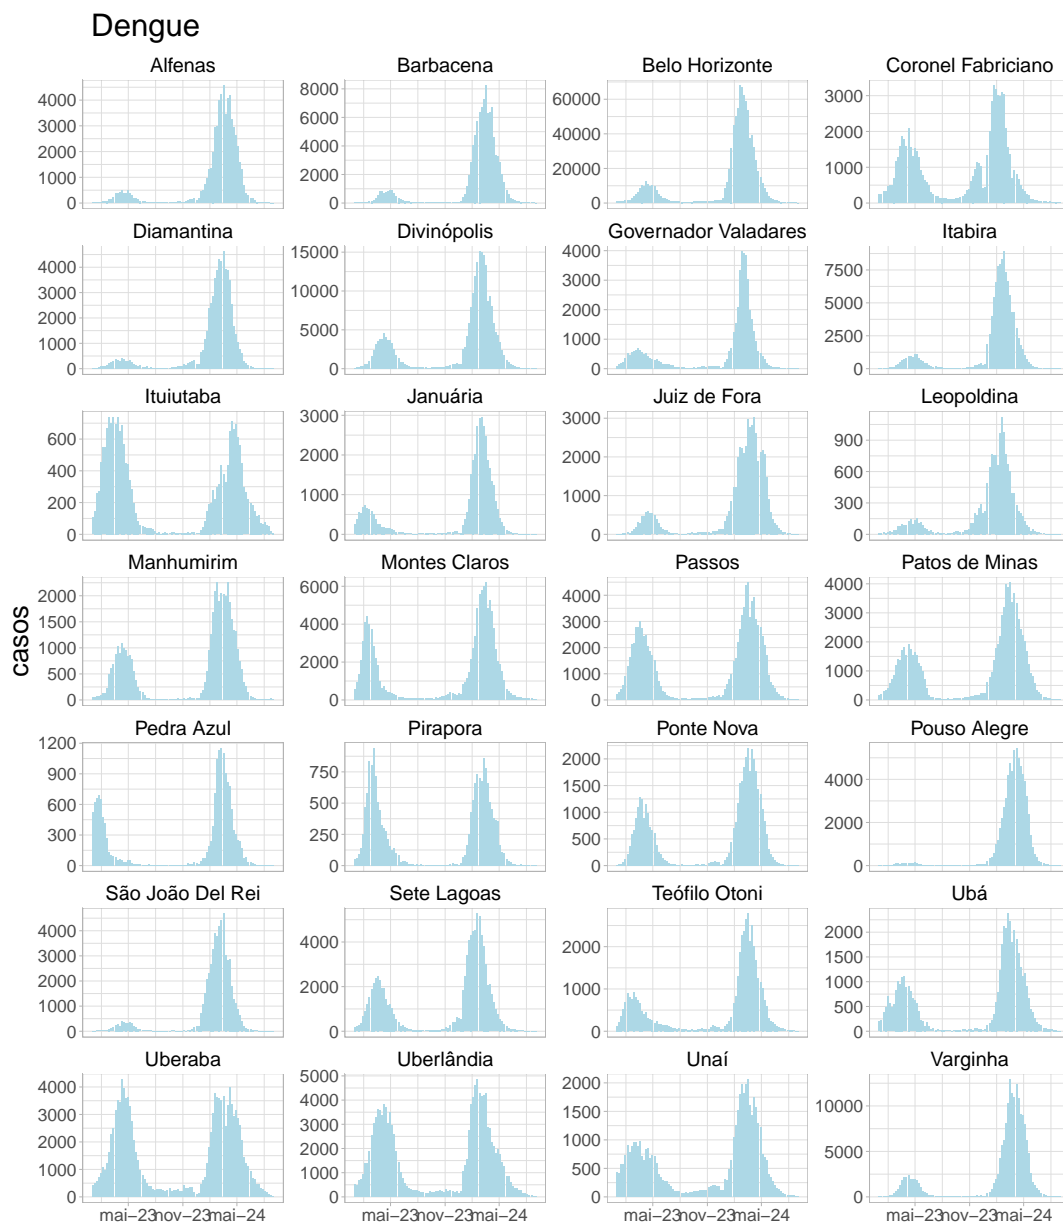 Dengue
Alfenas Barbacena Belo Horizonte Coronel Fabriciano
4000 8000 60000 3000
3000 6000 40000 2000
2000 4000 20000 1000
1000 2000
0 0 0 0
Diamantina Divinópolis Governador Valadares Itabira
4000 15000 4000 7500
3000 10000 3000 5000
2000 5000 2000 2500
1000 1000
0 0 0 0
Ituiutaba Januária Juiz de Fora Leopoldina
600 3000 3000 900
400 2000 2000 600
200 1000 1000 300
0 0 0 0
Manhumirim Montes Claros Passos Patos de Minas
2000 6000 4000 4000
1500 4000 3000 3000
1000 2000 2000 2000
500 1000 1000
0 0 0 0
casos
Pedra Azul Pirapora Ponte Nova Pouso Alegre
1200 750 2000 4000
900 500 1500 2000
600 250 1000
300 500
0 0 0 0
São João Del Rei Sete Lagoas Teófilo Otoni Ubá
4000 4000 2000 2000
3000 2000 1000 1500
2000 1000
1000 500
0 0 0 0
Uberaba Uberlândia Unaí Varginha
4000 5000 2000 10000
3000 4000 1500 5000
2000 3000 1000
1000 2000 500
1000
0 0 0 0
mai–23 nov–23 mai–24 mai–23 nov–23 mai–24 mai–23 nov–23 mai–24 mai–23 nov–23 mai–24